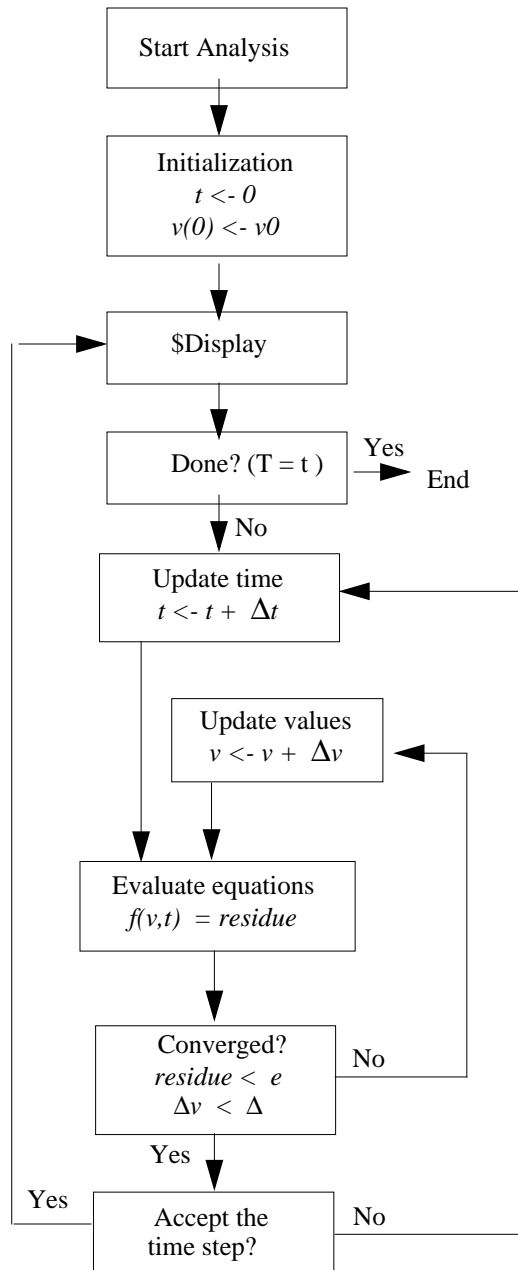 Start Analysis
Initialization
t <- 0
v(0) <- v0
$Display
Done? (T = t )
Yes
End
No
Update time
t <- t + Δt
Update values
v <- v + Δv
Evaluate equations
f(v,t) = residue
Converged?
residue < e
Δv < Δ
No
Yes
Yes
Accept the
time step?
No